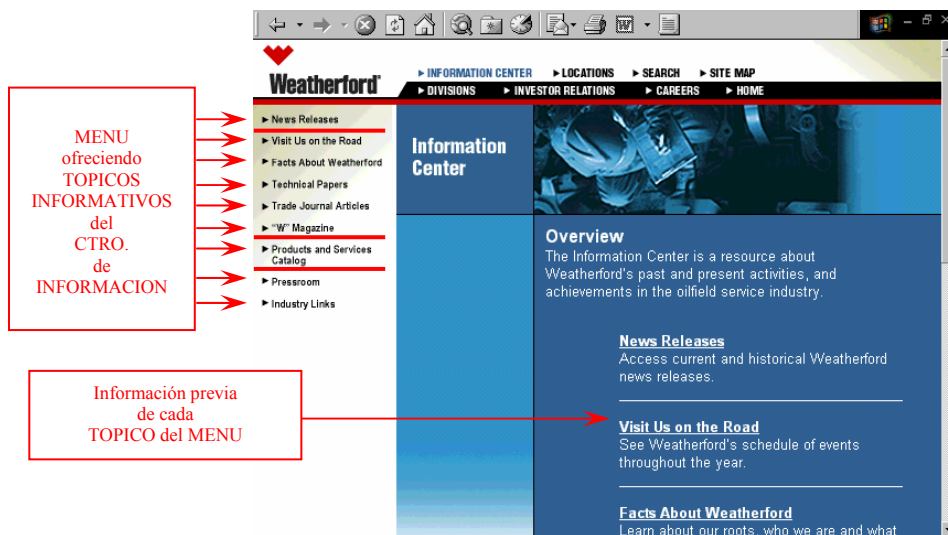 Weatherford
INFORMATION CENTER LOCATIONS SEARCH SITE MAP
DIVISIONS INVESTOR RELATIONS CAREERS HOME
MENU
ofreciendo
TOPICOS
INFORMATIVOS
del
CTRO.
de
INFORMACION
News Releases
Visit Us on the Road
Facts About Weatherford
Technical Papers
Trade Journal Articles
"W" Magazine
Products and Services
Catalog
Pressroom
Industry Links
Information
Center
Overview
The Information Center is a resource about
Weatherford's past and present activities, and
achievements in the oilfield service industry.
News Releases
Access current and historical Weatherford
news releases.
Información previa
de cada
TOPICO del MENU
Visit Us on the Road
See Weatherford's schedule of events
throughout the year.
Facts About Weatherford
Learn about our roots, who we are and what